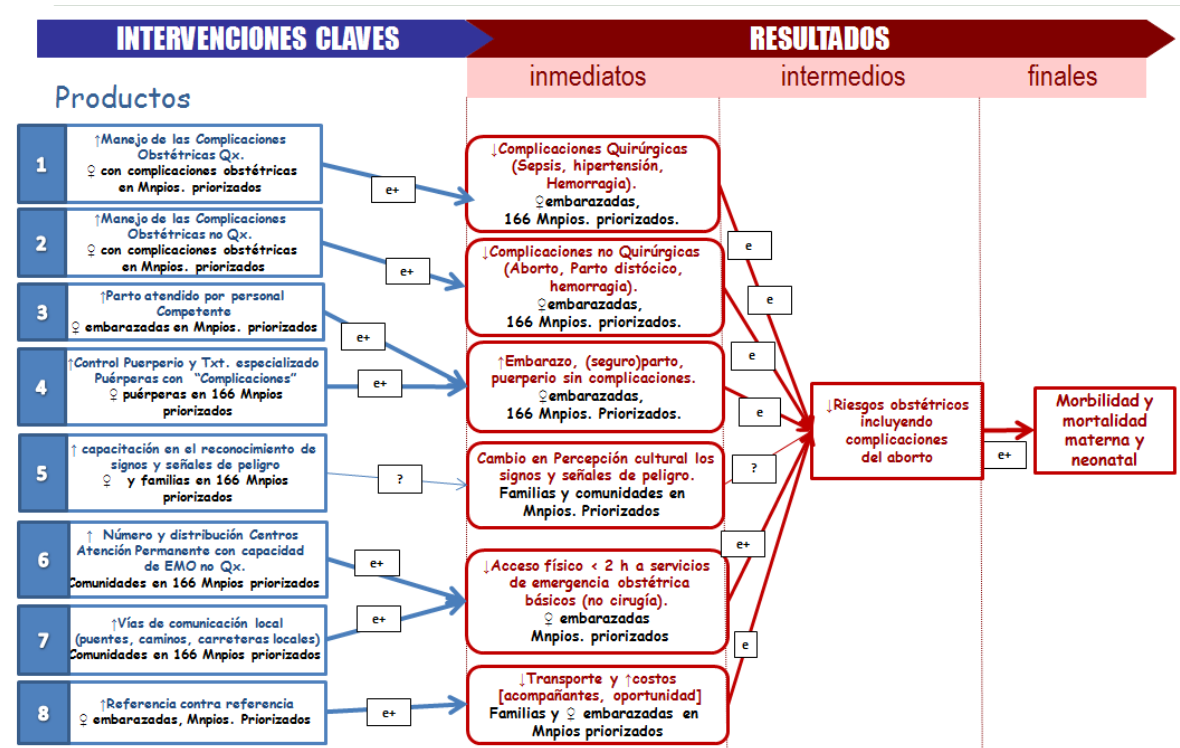 INTERVENCIONES CLAVES
RESULTADOS
inmediatos
intermedios
finales
Productos
1
↑Manejo de las Complicaciones
Obstétricas Qx.
♀ con complicaciones obstétricas
en Mnpios. priorizados
2
↑Manejo de las Complicaciones
Obstétricas no Qx.
♀ con complicaciones obstétricas
en Mnpios. priorizados
3
↑Parto atendido por personal
Competente
♀ embarazadas en Mnpios. priorizados
4
↑Control Puerperio y Txt. especializado
Puérperas con “Complicaciones”
♀ puérperas en 166 Mnpios
priorizados
5
↑ capacitación en el reconocimiento de
signos y señales de peligro
♀ y familias en 166 Mnpios
priorizados
6
↑ Número y distribución Centros
Atención Permanente con capacidad
de EMO no Qx.
Comunidades en 166 Mnpios priorizados
7
↑Vías de comunicación local
(puentes, caminos, carreteras locales)
Comunidades en 166 Mnpios priorizados
8
↑Referencia contra referencia
♀ embarazadas, Mnpios. Priorizados
e+
e+
e+
e+
?
e+
e+
e+
↓Complicaciones Quirúrgicas
(Sepsis, hipertensión,
Hemorragia).
♀embarazadas,
166 Mnpios. priorizados.
↓Complicaciones no Quirúrgicas
(Aborto, Parto distócico,
hemorragia).
♀embarazadas,
166 Mnpios. priorizados.
↑Embarazo, (seguro)parto,
puerperio sin complicaciones.
♀embarazadas,
166 Mnpios. Priorizados.
Cambio en Percepción cultural los
signos y señales de peligro.
Familias y comunidades en
Mnpios. Priorizados
↓Acceso físico < 2 h a servicios
de emergencia obstétrica
básicos (no cirugía).
♀ embarazadas
Mnpios. priorizados
↓Transporte y ↑costos
[acompañantes, oportunidad]
Familias y ♀ embarazadas en
Mnpios priorizados
e
e
e
e
?
e+
e
↓Riesgos obstétricos
incluyendo
complicaciones
del aborto
e+
Morbilidad y
mortalidad
materna y
neonatal